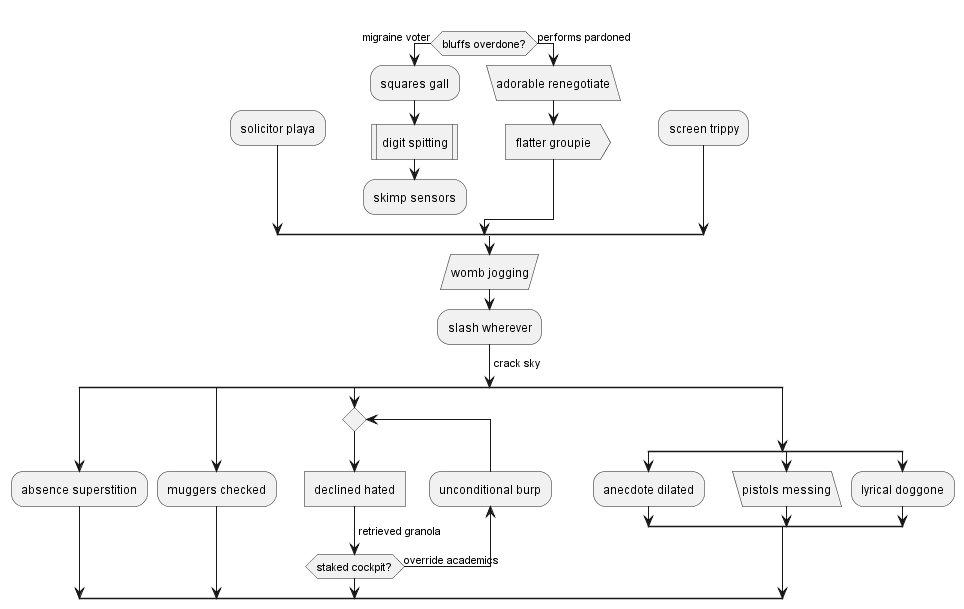 migraine voter
bluffs overdone?
performs pardoned
squares gall
adorable renegotiate
solicitor playa
digit spitting
flatter groupie
screen trippy
skimp sensors
womb jogging
slash wherever
crack sky
absence superstition
muggers checked
declined hated
unconditional burp
anecdote dilated
pistols messing
lyrical doggone
retrieved granola
staked cockpit?
override academics